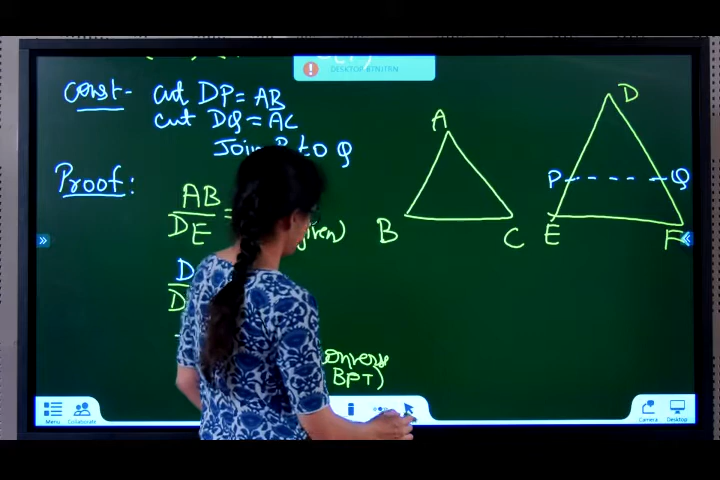 DESKTOP-B7NJTRN
Const- cut DP = AB
cut DQ = AC
Join P to Q
Proof:
AB
DE
=
given)
D
D
Converse
BPT)
A
B
C
D
P
Q
E
F
Menu
Collaborate
Camera
Desktop